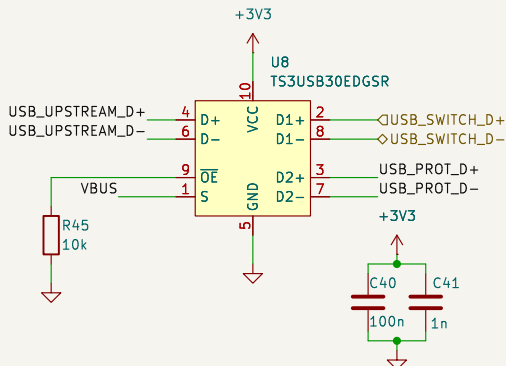 +3V3
U8
TS3USB30EDGSR
10
VCC
USB_UPSTREAM_D+ 4 D+ D1+ 2 USB_SWITCH_D+
USB_UPSTREAM_D- 6 D- D1- 8 USB_SWITCH_D-
9 OE D2+ 3 USB_PROT_D+
VBUS 1 S D2- 7 USB_PROT_D-
GND
5
+3V3
R45
10k
C40 C41
100n 1n